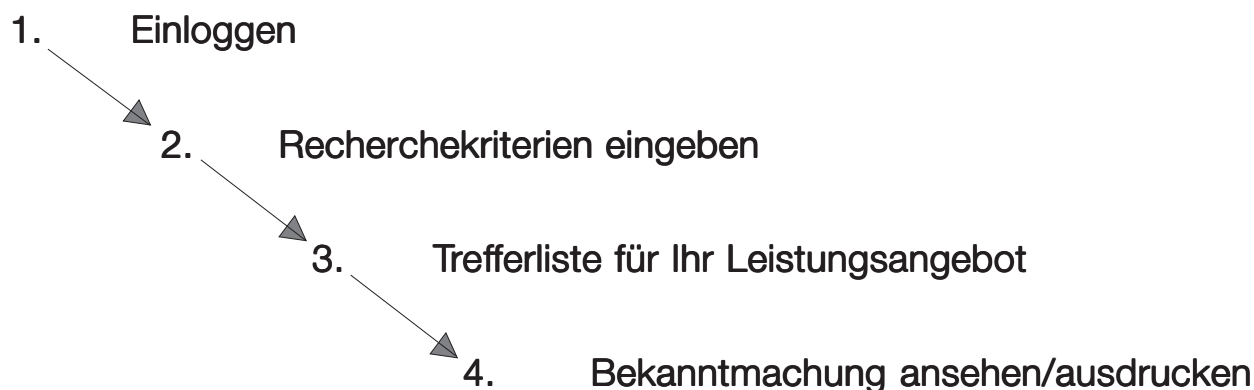 1. Einloggen
2. Recherchekriterien eingeben
3. Trefferliste für Ihr Leistungsangebot
4. Bekanntmachung ansehen/ausdrucken